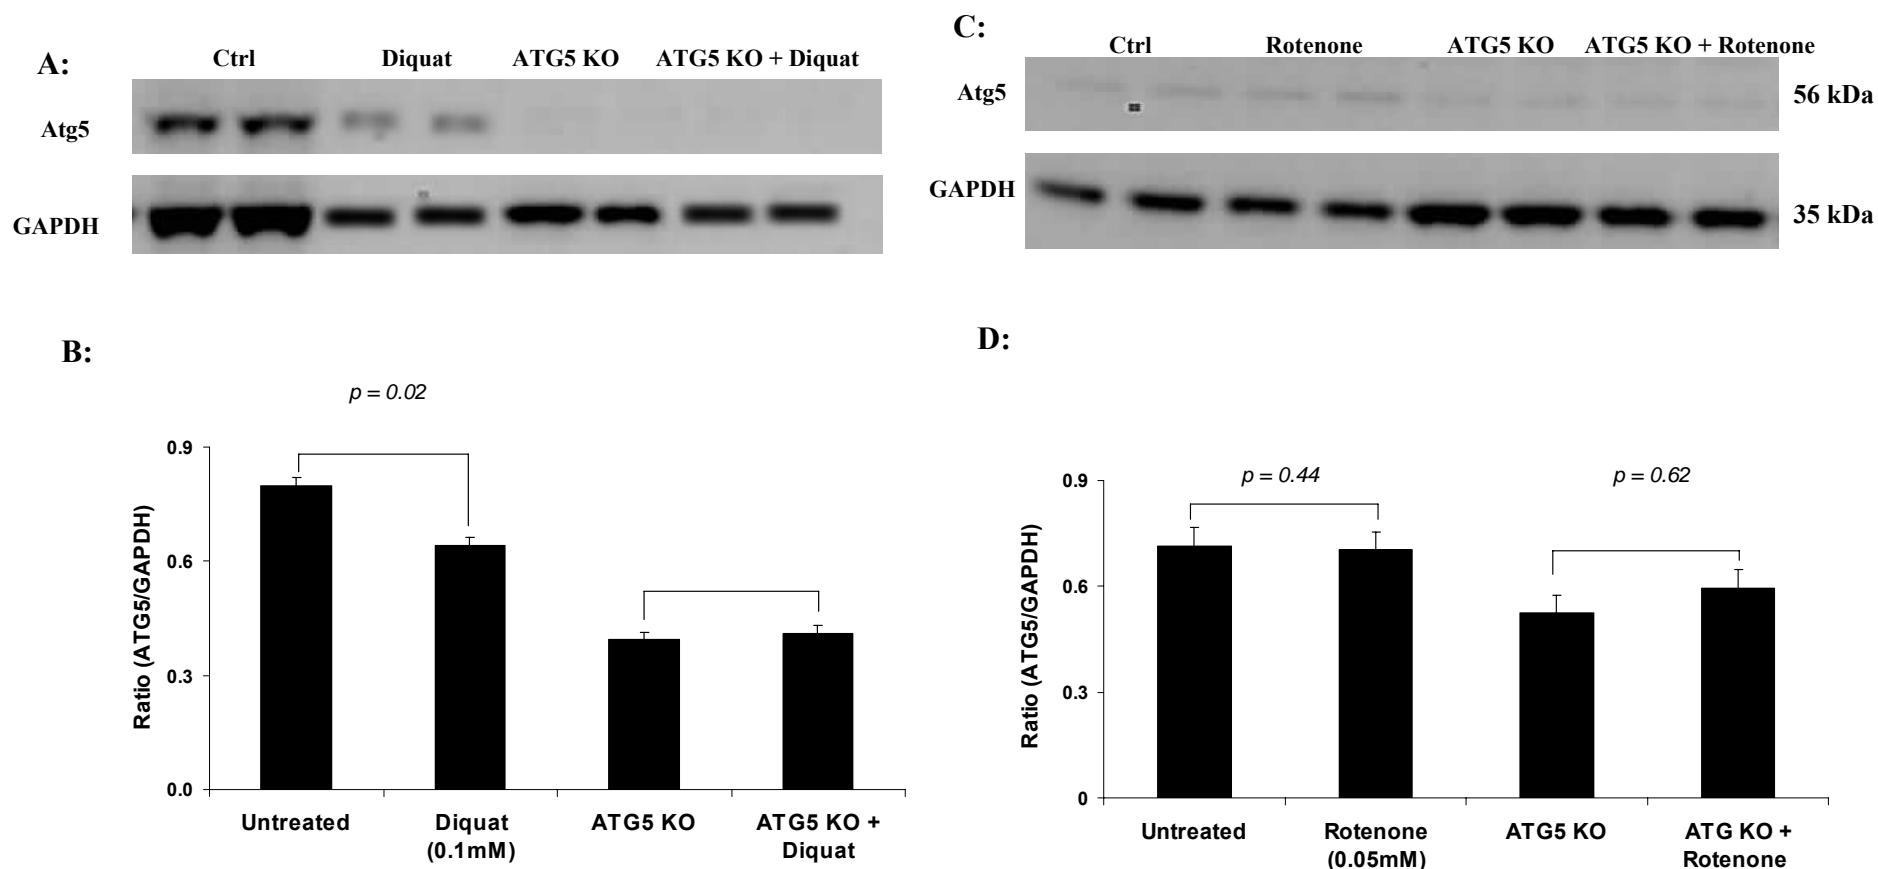 A:
Ctrl Diquat ATG5 KO ATG5 KO + Diquat
Atg5
GAPDH
B:
p = 0.02
Ratio (ATG5/GAPDH)
0.9
0.6
0.3
0.0
Untreated Diquat ATG5 KO ATG5 KO +
(0.1mM) Diquat
C:
Ctrl Rotenone ATG5 KO ATG5 KO + Rotenone
Atg5 56 kDa
GAPDH 35 kDa
D:
p = 0.44 p = 0.62
Ratio (ATG5/GAPDH)
0.9
0.6
0.3
0
Untreated Rotenone ATG5 KO ATG KO +
(0.05mM) Rotenone